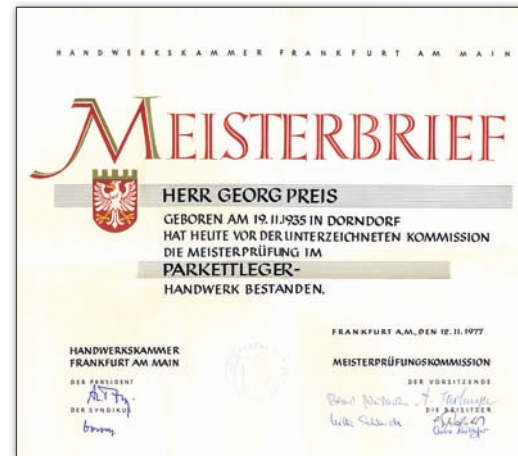 HANDWERKSKAMMER FRANKFURT AM MAIN
MEISTERBRIEF
HERR GEORG PREIS
GEBOREN AM 19.11.1935 IN DORNDORF
HAT HEUTE VOR DER UNTERZEICHNETEN KOMMISSION
DIE MEISTERPRÜFUNG IM
PARKETTLEGER-
HANDWERK BESTANDEN.
FRANKFURT A.M., DEN 12.11.1977
HANDWERKSKAMMER
FRANKFURT AM MAIN
DER PRÄSIDENT
DER SYNDIKUS
MEISTERPRÜFUNGSKOMMISSION
DER VORSITZENDE
DIE BEISITZER